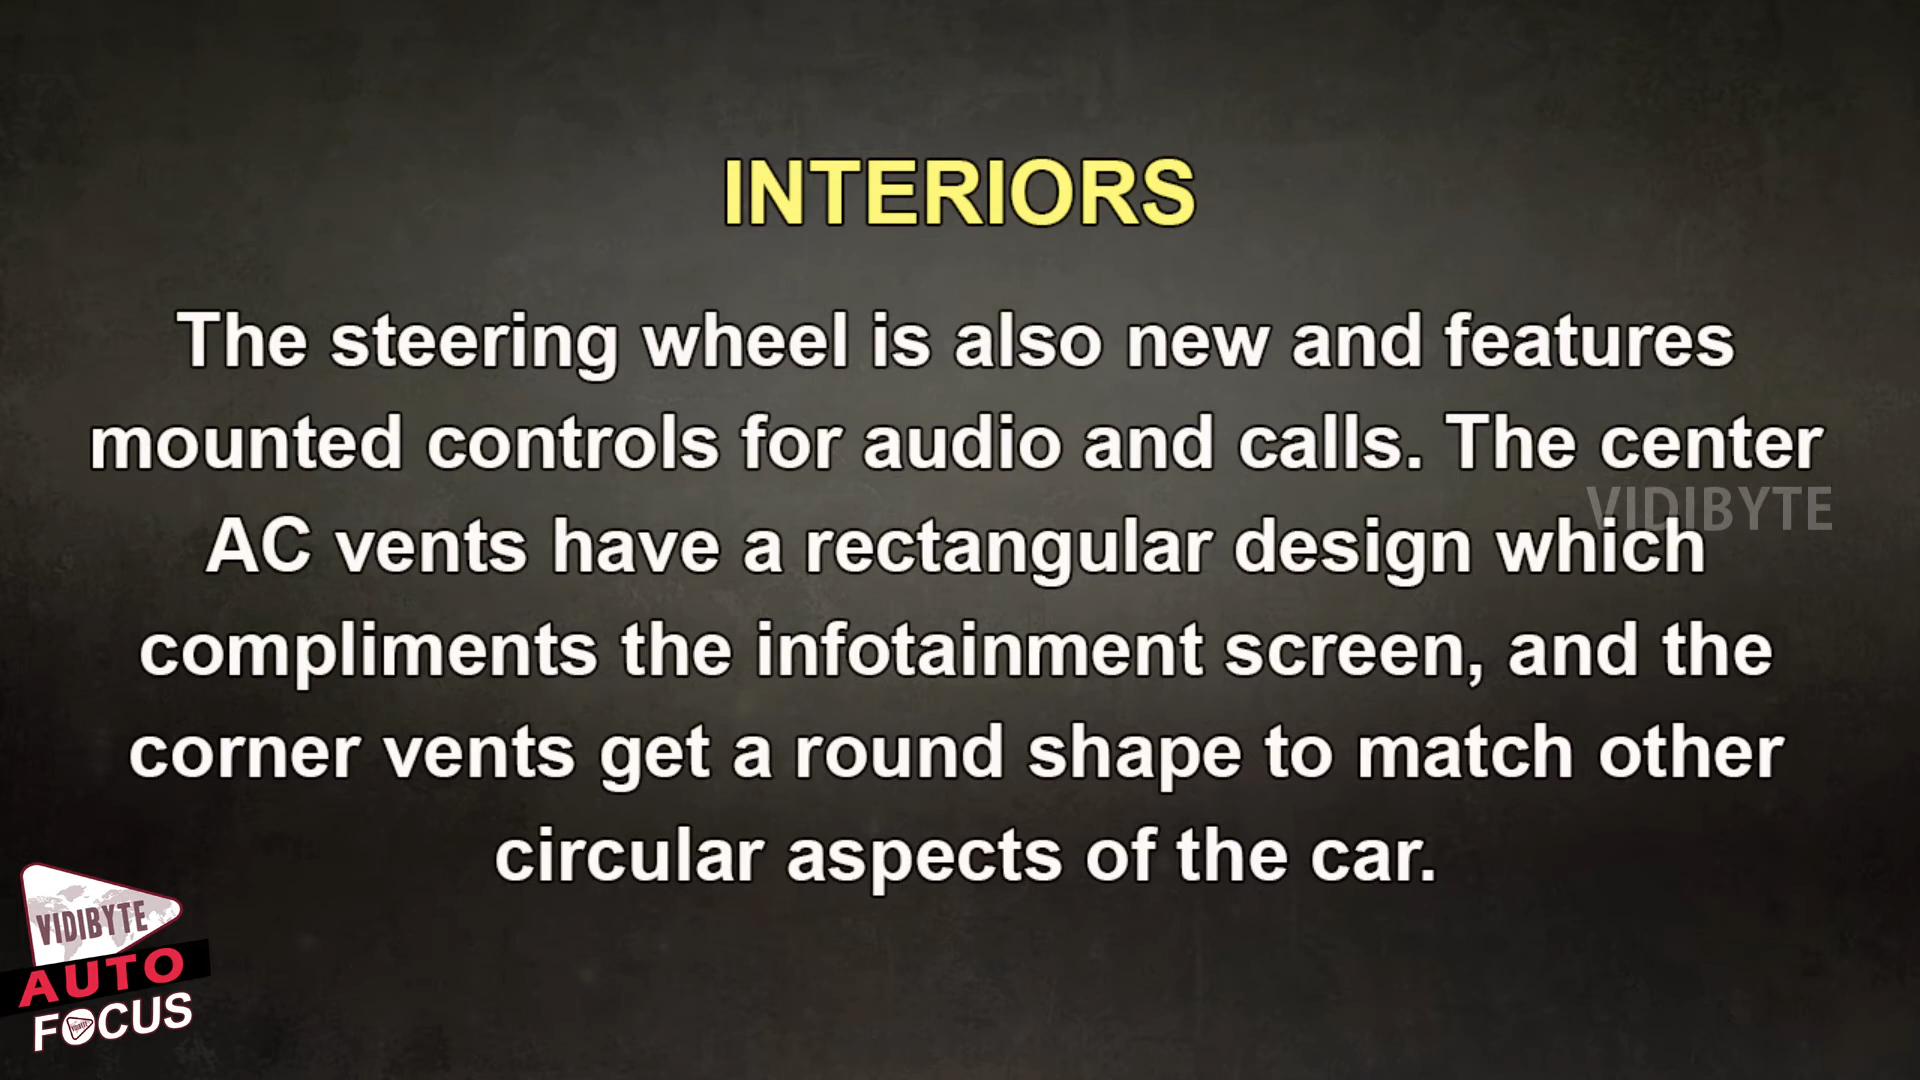 INTERIORS
The steering wheel is also new and features
mounted controls for audio and calls. The center
VIDIBYTE
AC vents have a rectangular design which
compliments the infotainment screen, and the
corner vents get a round shape to match other
circular aspects of the car.
VIDIBYTE
AUTO
FOCUS